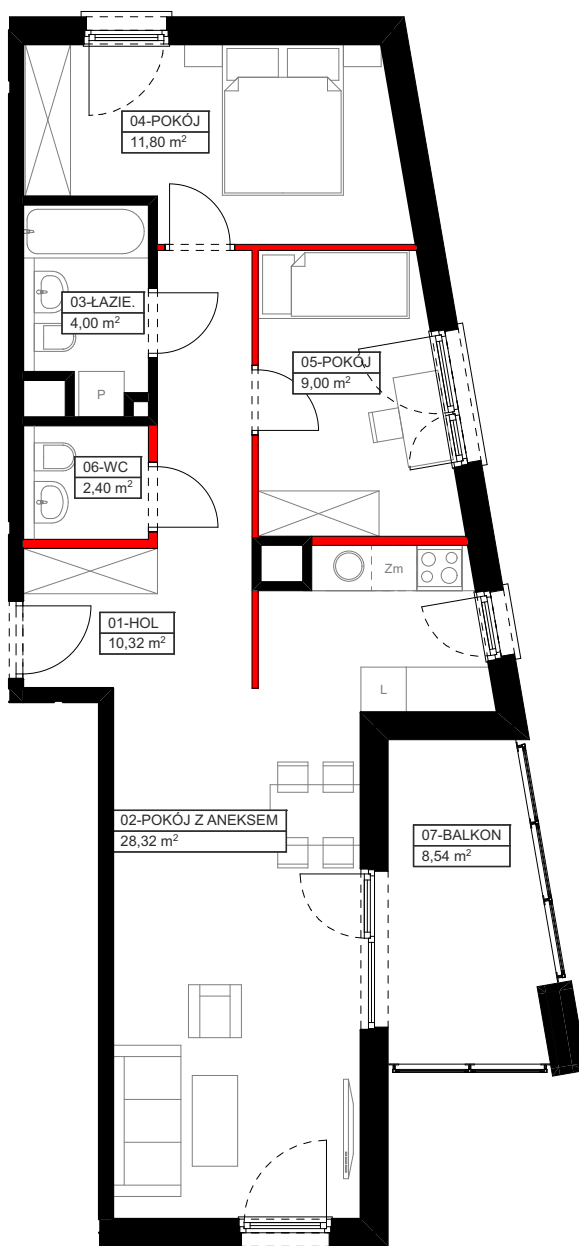 04-POKÓJ
11,80 m²
03-ŁAZIE.
4,00 m²
05-POKÓJ
9,00 m²
P
06-WC
2,40 m²
Zm
01-HOL
10,32 m²
L
02-POKÓJ Z ANEKSEM
28,32 m²
07-BALKON
8,54 m²